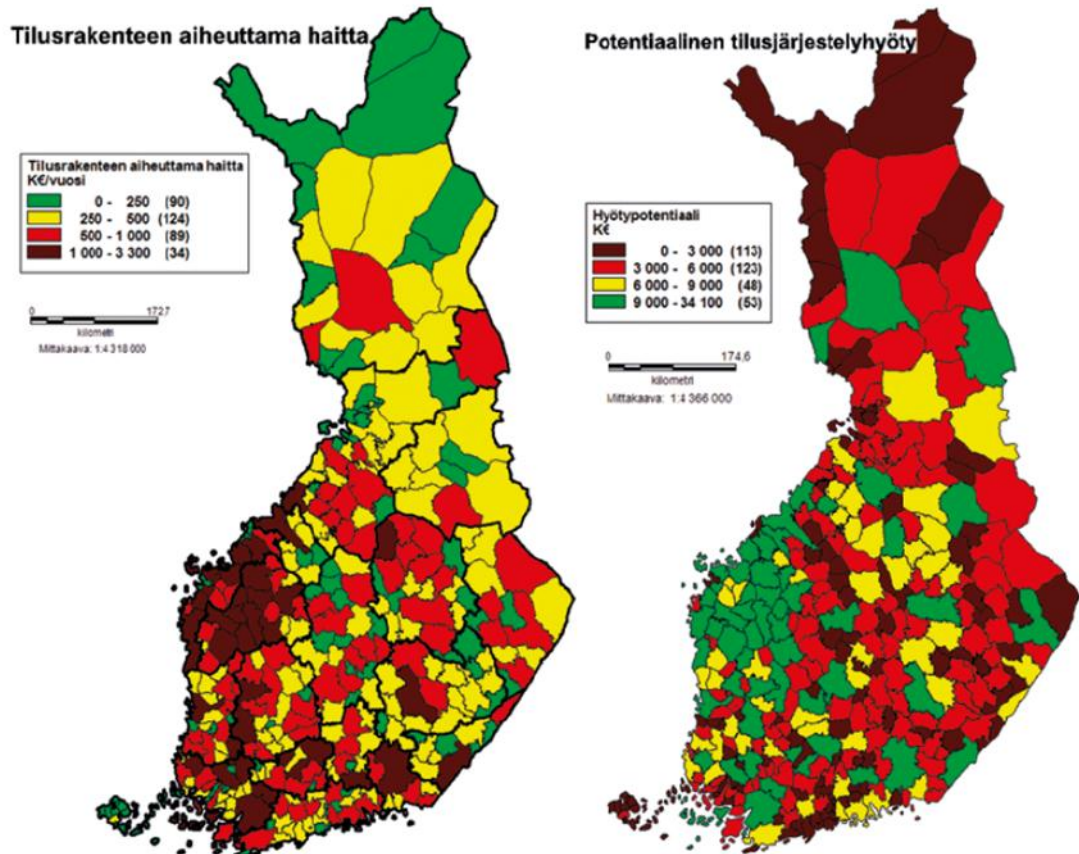 Tilusrakenteen aiheuttama haitta
Tilusrakenteen aiheuttama haitta
K€/vuosi
0 - 250 (90)
250 - 500 (124)
500 - 1 000 (89)
1 000 - 3 300 (34)
0 172,7
kilometri
Mittakaava: 1:4 318 000
Potentiaalinen tilusjärjestelyhyöty
Hyötypotentiaali
K€
0 - 3 000 (113)
3 000 - 6 000 (123)
6 000 - 9 000 (48)
9 000 - 34 100 (53)
0 174,6
kilometri
Mittakaava: 1:4 366 000